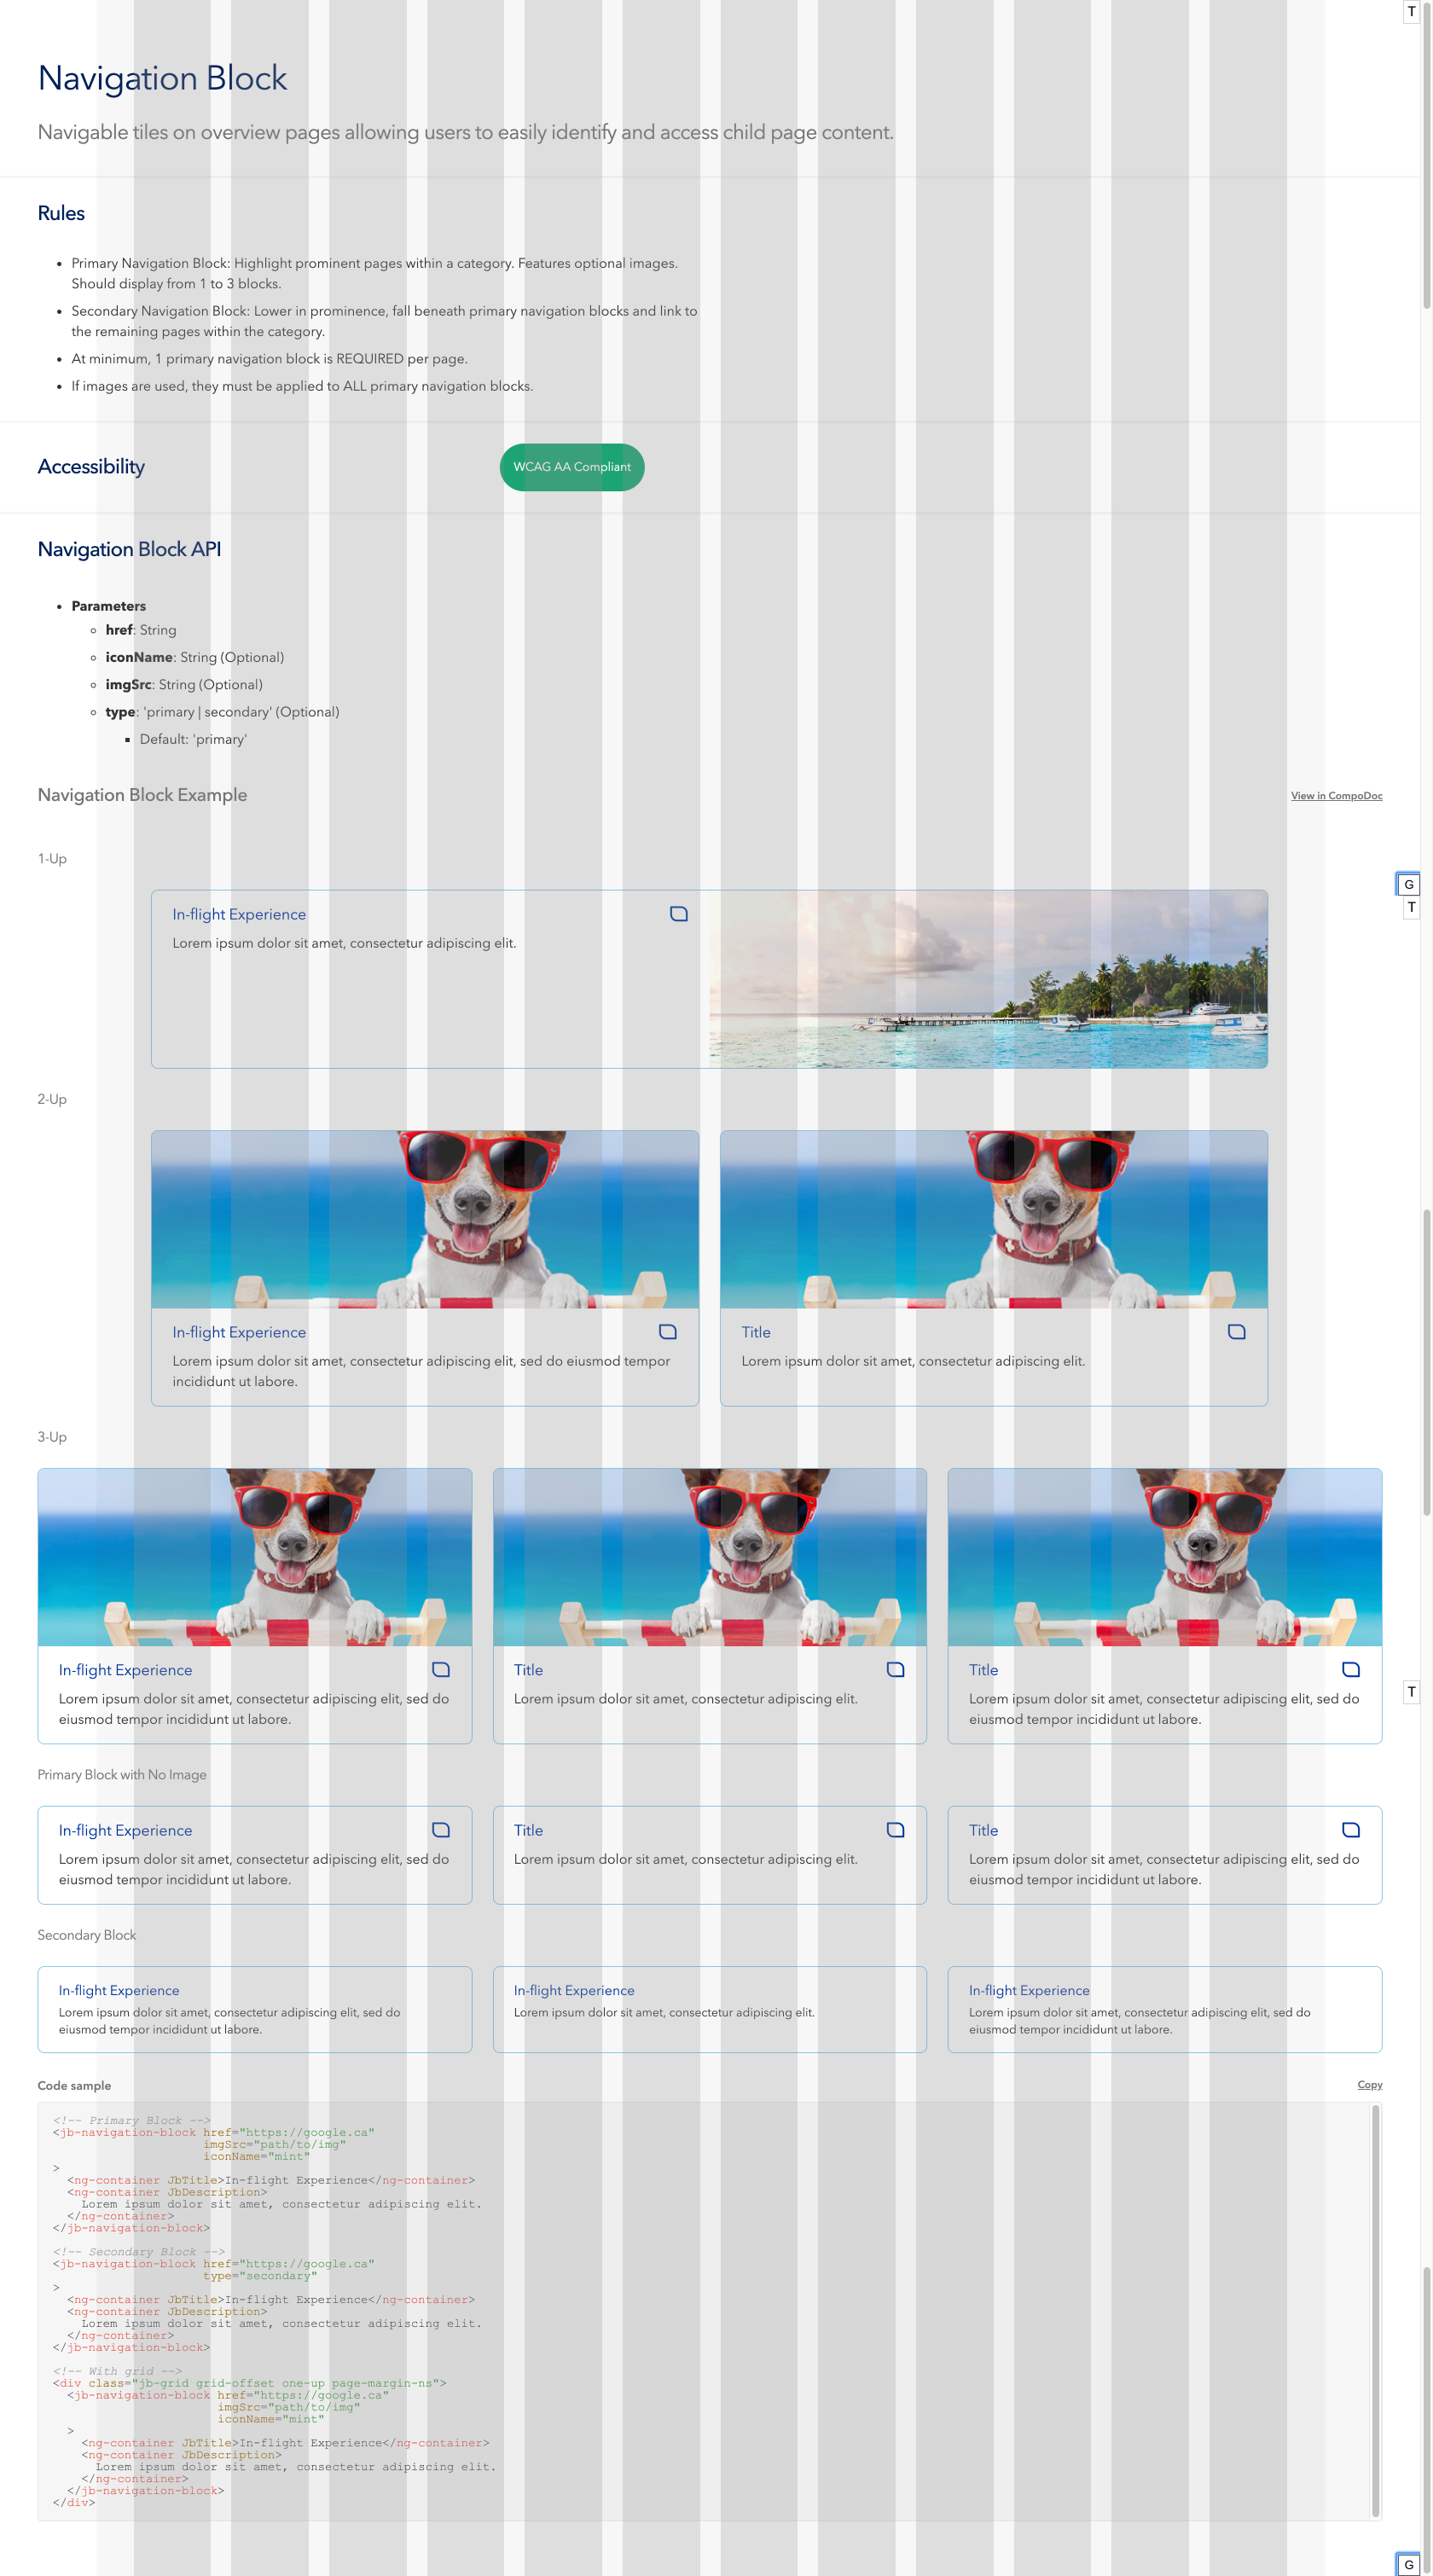 T
Navigation Block
Navigable tiles on overview pages allowing users to easily identify and access child page content.
Rules
• Primary Navigation Block: Highlight prominent pages within a category. Features optional images.
Should display from 1 to 3 blocks.
• Secondary Navigation Block: Lower in prominence, fall beneath primary navigation blocks and link to
the remaining pages within the category.
• At minimum, 1 primary navigation block is REQUIRED per page.
• If images are used, they must be applied to ALL primary navigation blocks.
Accessibility
WCAG AA Compliant
Navigation Block API
• Parameters
◦ href: String
◦ iconName: String (Optional)
◦ imgSrc: String (Optional)
◦ type: 'primary | secondary' (Optional)
▪ Default: 'primary'
Navigation Block Example
View in CompoDoc
1-Up
G
T
In-flight Experience
Lorem ipsum dolor sit amet, consectetur adipiscing elit.
2-Up
In-flight Experience
Lorem ipsum dolor sit amet, consectetur adipiscing elit, sed do eiusmod tempor
incididunt ut labore.
Title
Lorem ipsum dolor sit amet, consectetur adipiscing elit.
3-Up
In-flight Experience
Lorem ipsum dolor sit amet, consectetur adipiscing elit, sed do
eiusmod tempor incididunt ut labore.
Title
Lorem ipsum dolor sit amet, consectetur adipiscing elit.
Title
Lorem ipsum dolor sit amet, consectetur adipiscing elit, sed do
eiusmod tempor incididunt ut labore.
T
Primary Block with No Image
In-flight Experience
Lorem ipsum dolor sit amet, consectetur adipiscing elit, sed do
eiusmod tempor incididunt ut labore.
Title
Lorem ipsum dolor sit amet, consectetur adipiscing elit.
Title
Lorem ipsum dolor sit amet, consectetur adipiscing elit, sed do
eiusmod tempor incididunt ut labore.
Secondary Block
In-flight Experience
Lorem ipsum dolor sit amet, consectetur adipiscing elit, sed do
eiusmod tempor incididunt ut labore.
In-flight Experience
Lorem ipsum dolor sit amet, consectetur adipiscing elit.
In-flight Experience
Lorem ipsum dolor sit amet, consectetur adipiscing elit, sed do
eiusmod tempor incididunt ut labore.
Code sample
Copy
<!-- Primary Block -->
<jb-navigation-block href="https://google.ca"
                     imgSrc="path/to/img"
                     iconName="mint"
>
  <ng-container JbTitle>In-flight Experience</ng-container>
  <ng-container JbDescription>
    Lorem ipsum dolor sit amet, consectetur adipiscing elit.
  </ng-container>
</jb-navigation-block>
<!-- Secondary Block -->
<jb-navigation-block href="https://google.ca"
                     type="secondary"
>
  <ng-container JbTitle>In-flight Experience</ng-container>
  <ng-container JbDescription>
    Lorem ipsum dolor sit amet, consectetur adipiscing elit.
  </ng-container>
</jb-navigation-block>
<!-- With grid -->
<div class="jb-grid grid-offset one-up page-margin-ns">
  <jb-navigation-block href="https://google.ca"
                       imgSrc="path/to/img"
                       iconName="mint"
  >
    <ng-container JbTitle>In-flight Experience</ng-container>
    <ng-container JbDescription>
      Lorem ipsum dolor sit amet, consectetur adipiscing elit.
    </ng-container>
  </jb-navigation-block>
</div>
G